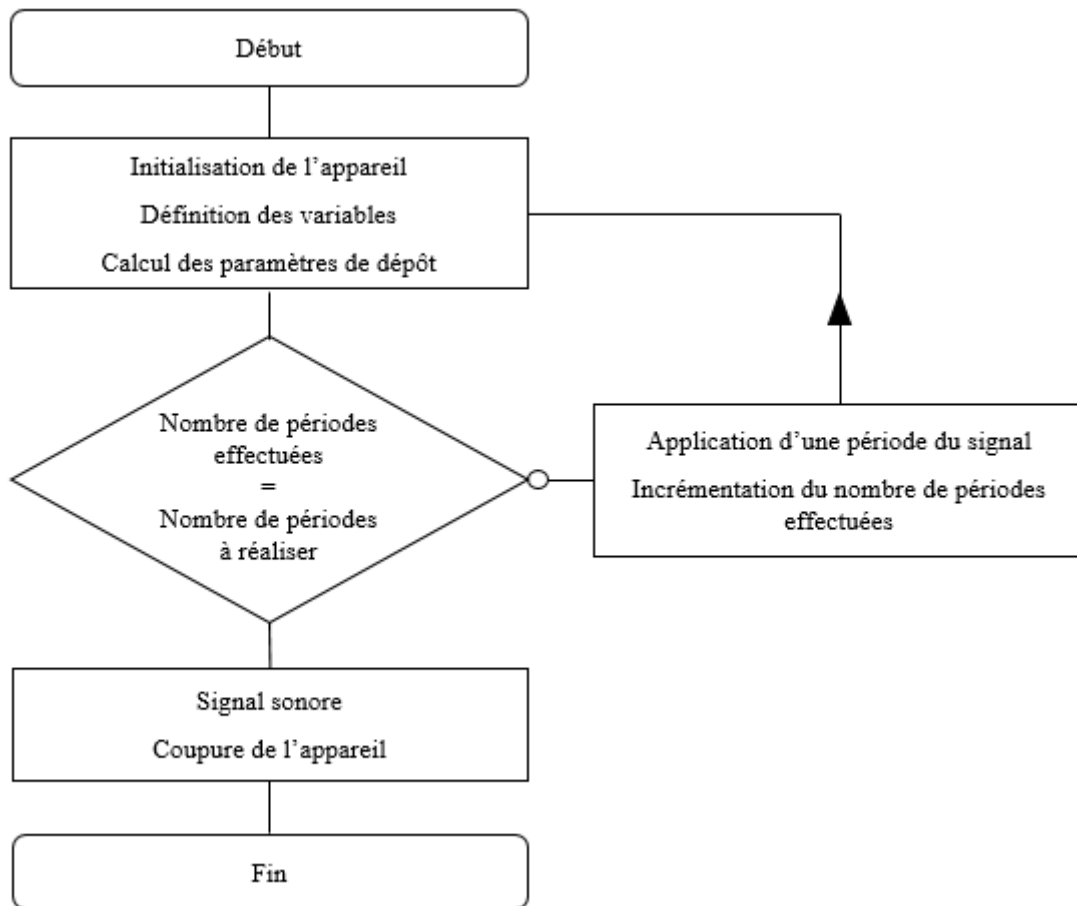 Début
Initialisation de l’appareil
Définition des variables
Calcul des paramètres de dépôt
Nombre de périodes
effectuées
=
Nombre de périodes
à réaliser
Application d’une période du signal
Incrémentation du nombre de périodes
effectuées
Signal sonore
Coupure de l’appareil
Fin